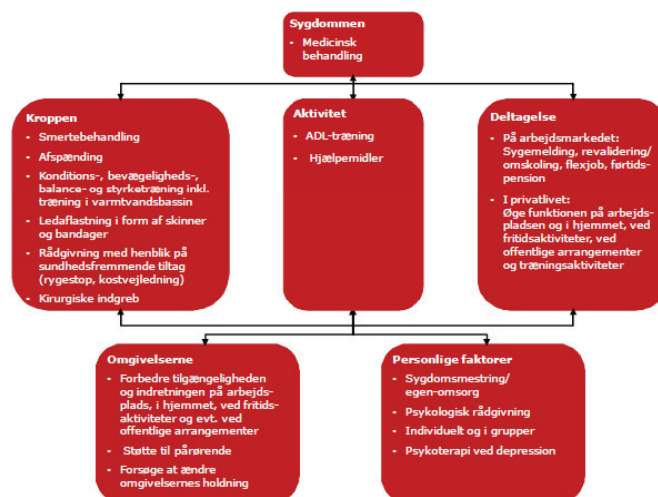 Sygdommen
• Medicinsk
behandling
Kroppen
• Smertebehandling
• Afspænding
• Konditions-, bevægeligheds-,
balance- og styrketræning inkl.
træning i varmtvandsbassin
• Ledaflastning i form af skinner
og bandager
• Rådgivning med henblik på
sundhedsfremmende tiltag
(rygestop, kostvejledning)
• Kirurgiske indgreb
Aktivitet
• ADL-træning
• Hjælpemidler
Deltagelse
• På arbejdsmarkedet:
Sygemelding, revalidering/
omskoling, flexjob, førtids-
pension
• I privatlivet:
Øge funktionen på arbejds-
pladsen og i hjemmet, ved
fritidsaktiviteter, ved
offentlige arrangementer
og træningsaktiviteter
Omgivelserne
• Forbedre tilgængeligheden
og indretningen på arbejds-
plads, i hjemmet, ved fritids-
aktiviteter og evt. ved
offentlige arrangementer
• Støtte til pårørende
• Forsøge at ændre
omgivelsernes holdning
Personlige faktorer
• Sygdomsmestring/
egen-omsorg
• Psykologisk rådgivning
• Individuelt og i grupper
• Psykoterapi ved depression